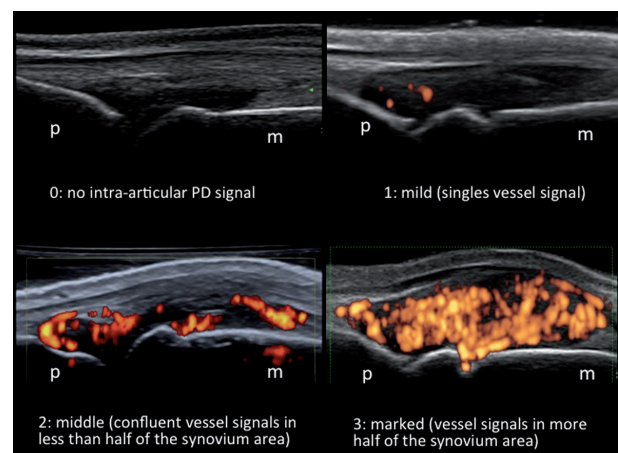 p
m
0: no intra-articular PD signal
p
m
1: mild (singles vessel signal)
p
m
2: middle (confluent vessel signals in
less than half of the synovium area)
p
m
3: marked (vessel signals in more
half of the synovium area)